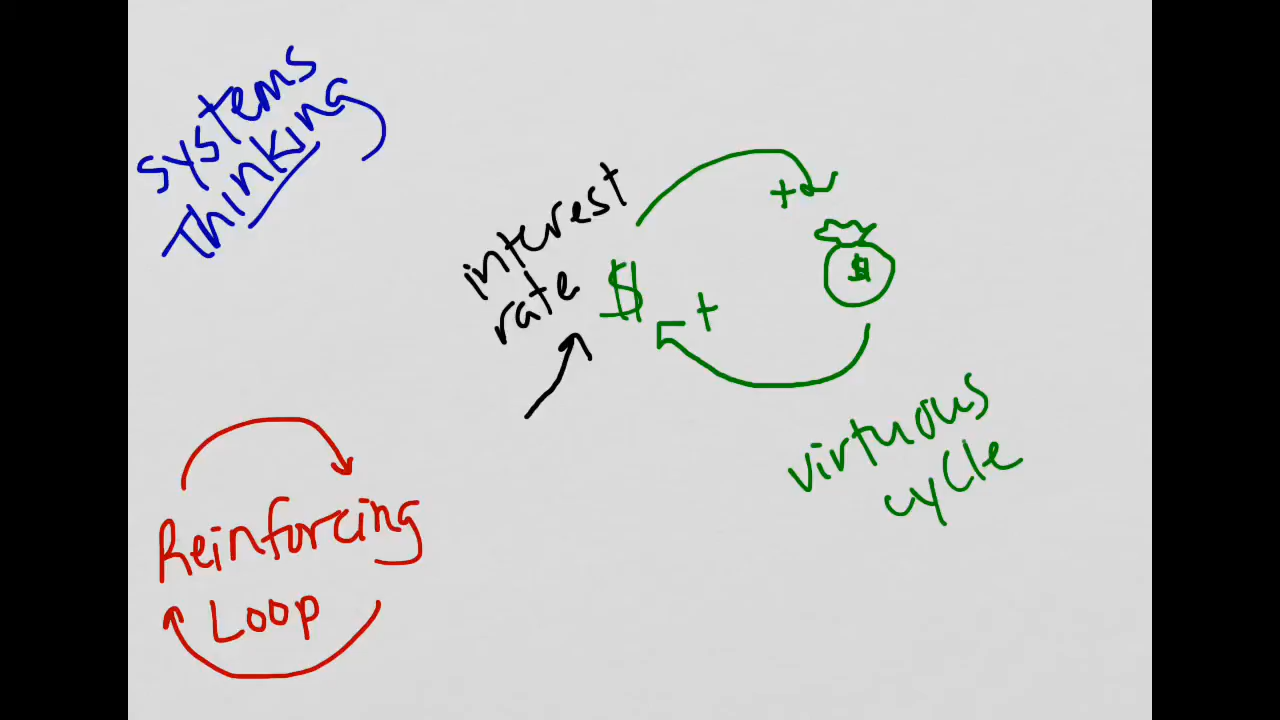 systems
Thinking
interest
rate
$
+
$
+
virtuous
cycle
Reinforcing
Loop